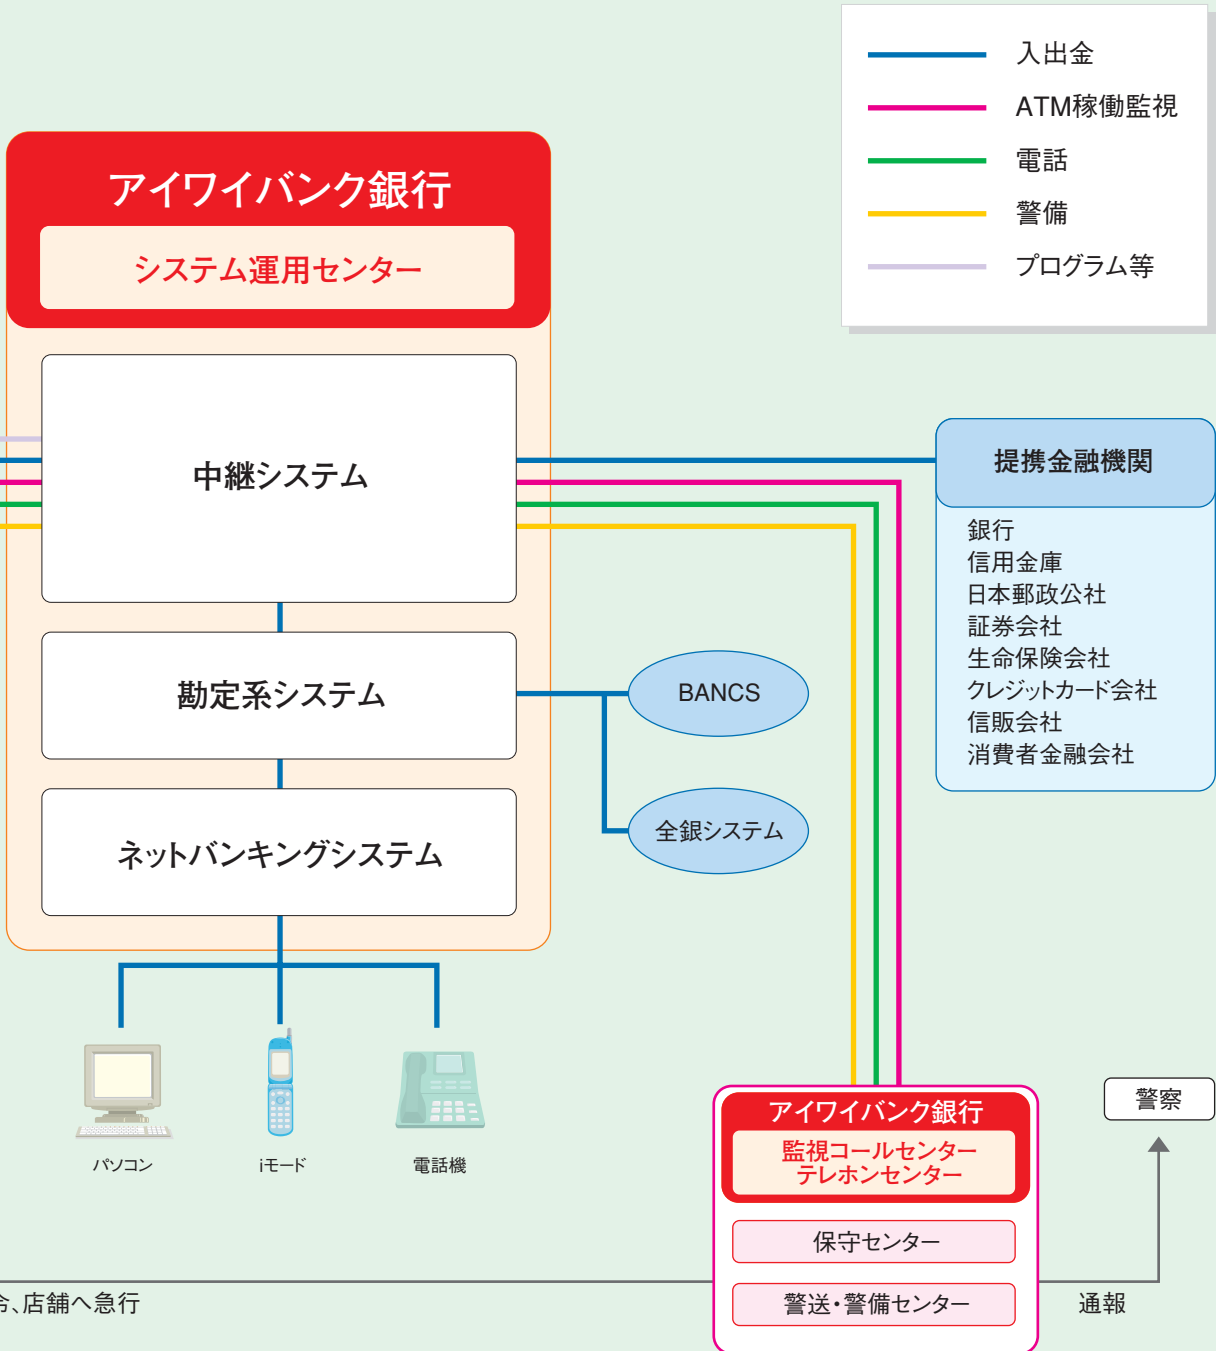 入出金
ATM稼働監視
電話
警備
プログラム等
アイワイバンク銀行
システム運用センター
中継システム
勘定系システム
ネットバンキングシステム
BANCS
全銀システム
提携金融機関
銀行
信用金庫
日本郵政公社
証券会社
生命保険会社
クレジットカード会社
信販会社
消費者金融会社
パソコン
iモード
電話機
アイワイバンク銀行
監視コールセンター
テレホンセンター
保守センター
警送・警備センター
警察
通報
、店舗へ急行